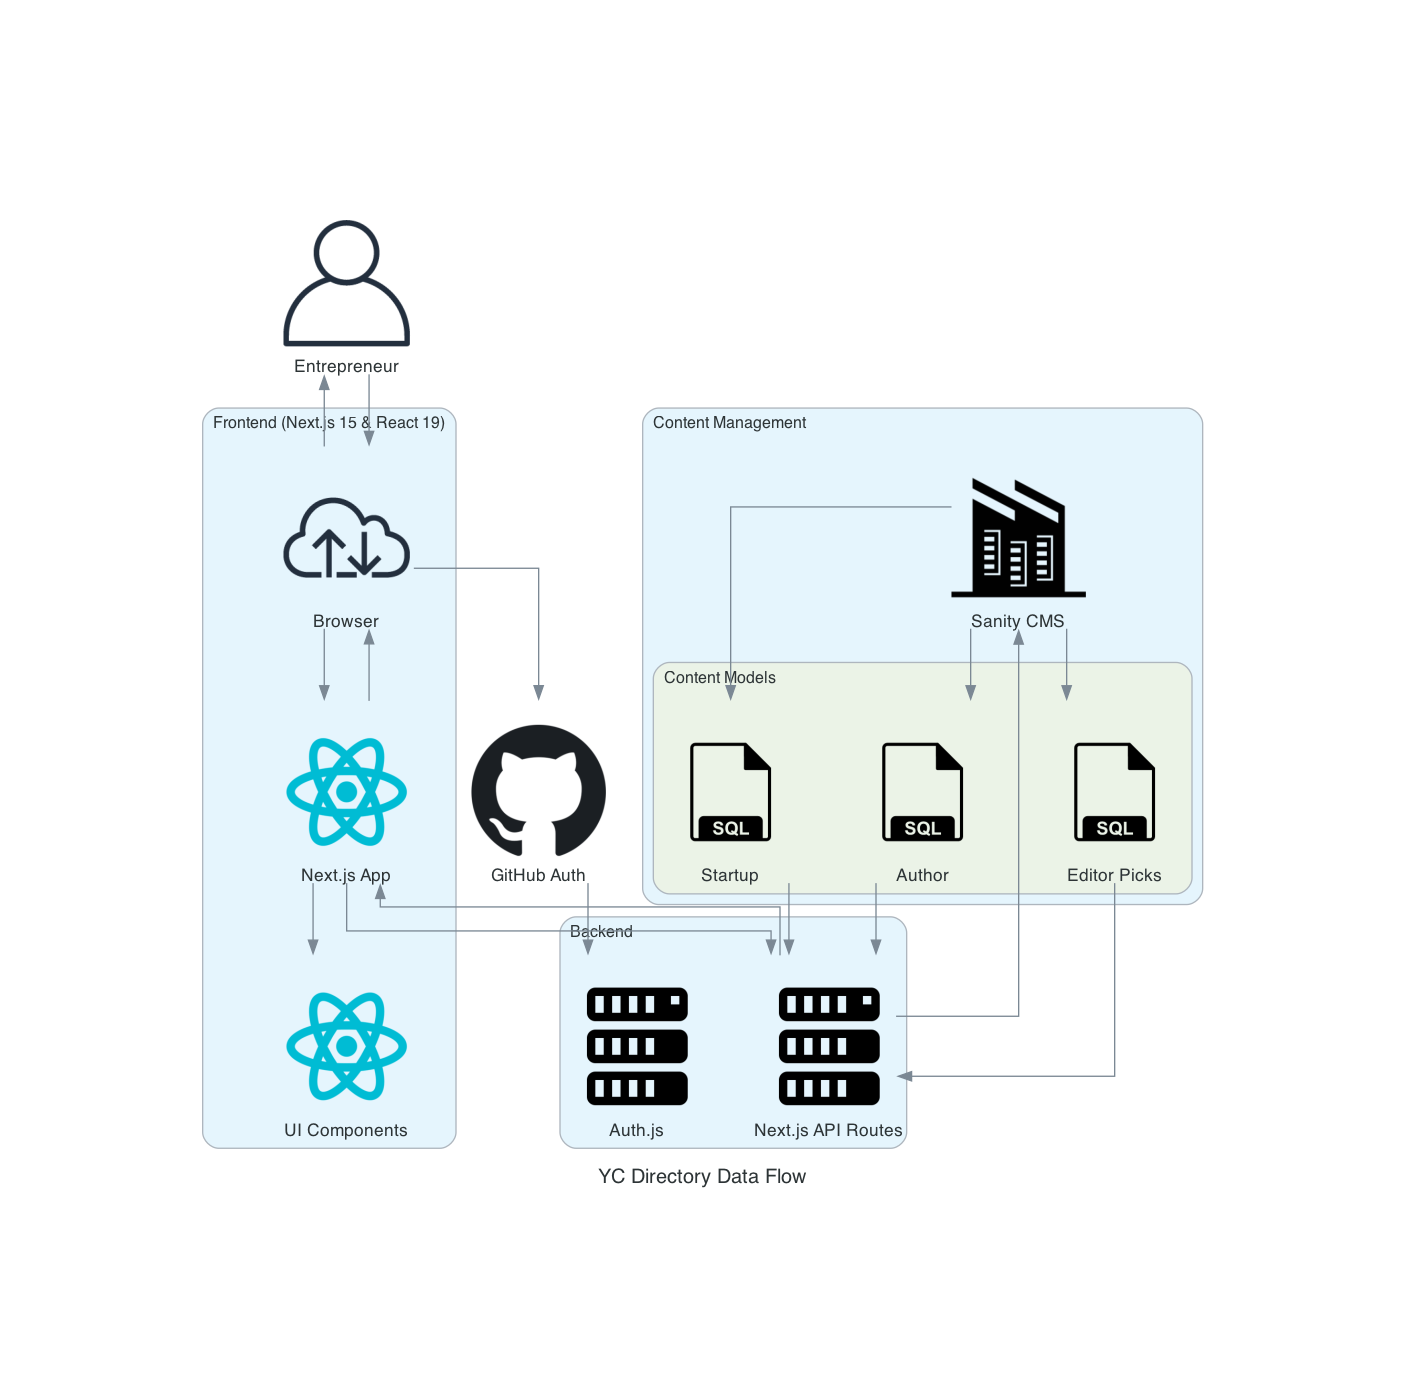 Entrepreneur
Frontend (Next.js 15 & React 19)
Content Management
Browser
Sanity CMS
Content Models
SQL
SQL
SQL
Next.js App
GitHub Auth
Startup
Author
Editor Picks
Backend
UI Components
Auth.js
Next.js API Routes
YC Directory Data Flow